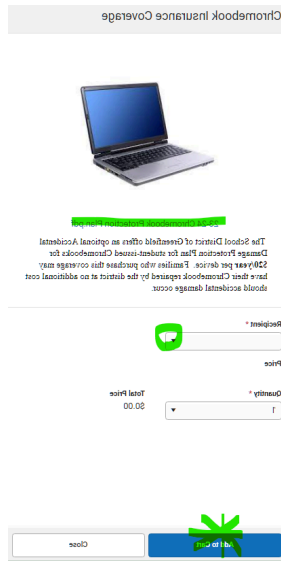 Chromebook Insurance Coverage
23-24 Chromebook Protection Plan.pdf
The School District of Greenfield offers an optional Accidental
Damage Protection Plan for student-issued Chromebooks for
$20/year per device. Families who purchase this coverage may
have their Chromebook repaired by the district at no additional cost
should accidental damage occur.
Recipient *
Price
Quantity * Total Price
1 $0.00
Add to Cart Close